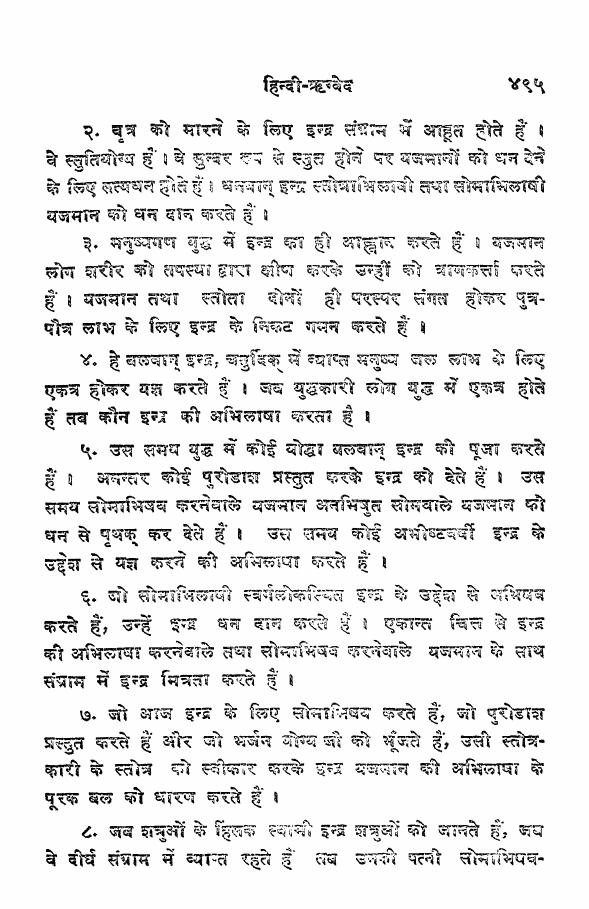 हिन्दी-ऋग्वेद ४९५
२. वृत्र को मारने के लिए इन्द्र संग्राम में आहूत होते हैं ।
वे स्तुतियोग्य हैं । वे सुन्दर रूप से स्तुत होने पर यजमानों को धन देने
के लिए सत्यधन होते हैं । धनवान् इन्द्र स्तोत्राभिलाषी तथा सोमाभिलाषी
यजमान को धन दान करते हैं ।
३. मनुष्यगण युद्ध में इन्द्र का ही आह्वान करते हैं । यजमान
लोग शरीर को तपस्या द्वारा क्षीण करके उन्हीं को त्राणकर्त्ता करते
हैं । यजमान तथा स्तोता दोनों ही परस्पर संगत होकर पुत्र-
पौत्र लाभ के लिए इन्द्र के निकट गमन करते हैं ।
४. हे बलवान् इन्द्र, चतुर्दिक् में व्याप्त मनुष्य जल लाभ के लिए
एकत्र होकर यज्ञ करते हैं । जब युद्धकारी लोग युद्ध में एकत्र होते
हैं तब कौन इन्द्र की अभिलाषा करता है ।
५. उस समय युद्ध में कोई योद्धा बलवान् इन्द्र की पूजा करते
हैं । अनन्तर कोई पुरोडाश प्रस्तुत करके इन्द्र को देते हैं । उस
समय सोमाभिषव करनेवाले यजमान अनभिषुत सोमवाले यजमान को
धन से पृथक् कर देते हैं । उस समय कोई अभीष्टवर्षी इन्द्र के
उद्देश से यज्ञ करने की अभिलाषा करते हैं ।
६. जो सोमाभिलाषी स्वर्गलोकस्थित इन्द्र के उद्देश से अभिषव
करते हैं, उन्हें इन्द्र धन दान करते हैं । एकान्त चित्त से इन्द्र
की अभिलाषा करनेवाले तथा सोमाभिषव करनेवाले यजमान के साथ
संग्राम में इन्द्र मित्रता करते हैं ।
७. जो आज इन्द्र के लिए सोमाभिषव करते हैं, जो पुरोडाश
प्रस्तुत करते हैं और जो भर्जन योग्य जौ को भूँजते हैं, उसी स्तोत्र-
कारी के स्तोत्र को स्वीकार करके इन्द्र यजमान की अभिलाषा के
पूरक बल को धारण करते हैं ।
८. जब शत्रुओं के हिंसक स्वामी इन्द्र शत्रुओं को जानते हैं, जब
वे दीर्घ संग्राम में व्याप्त रहते हैं तब उनकी पत्नी सोमाभिषव-